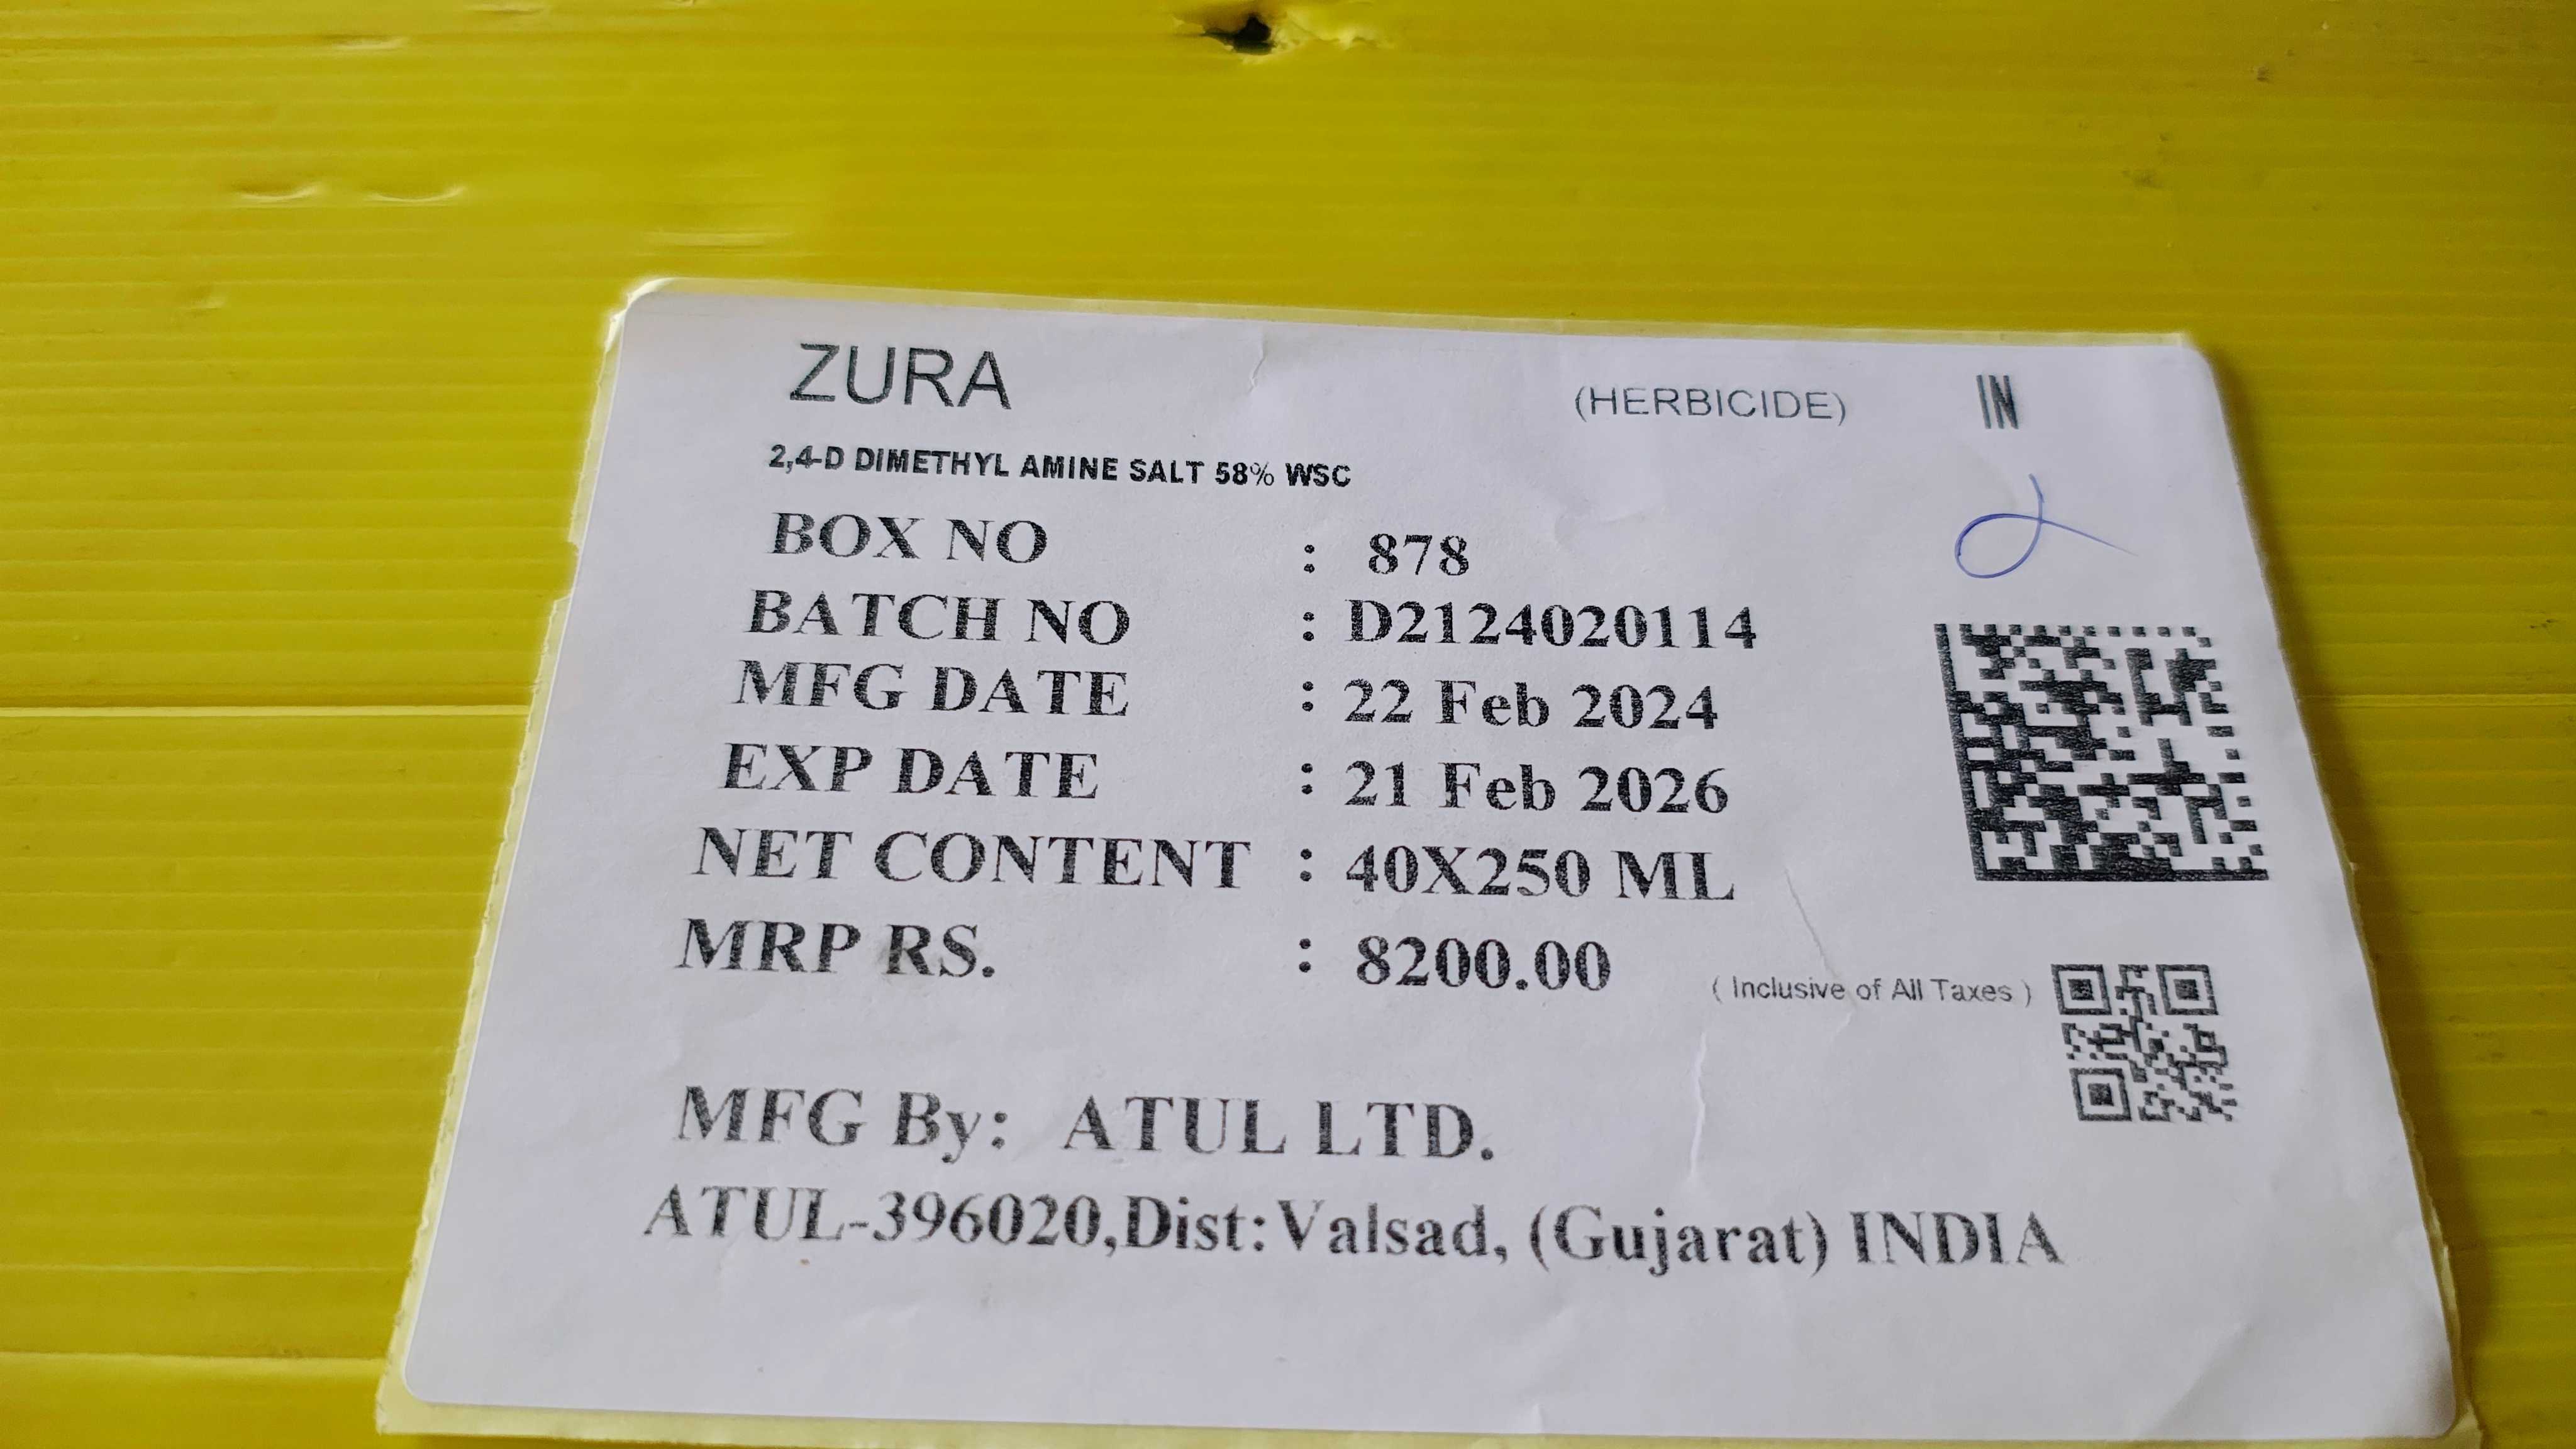 ZURA (HERBICIDE) IN
2,4-D DIMETHYL AMINE SALT 58% WSC
BOX NO : 878
BATCH NO : D2124020114
MFG DATE : 22 Feb 2024
EXP DATE : 21 Feb 2026
NET CONTENT : 40X250 ML
MRP RS. : 8200.00 ( Inclusive of All Taxes )
MFG By: ATUL LTD.
ATUL-396020,Dist:Valsad, (Gujarat) INDIA